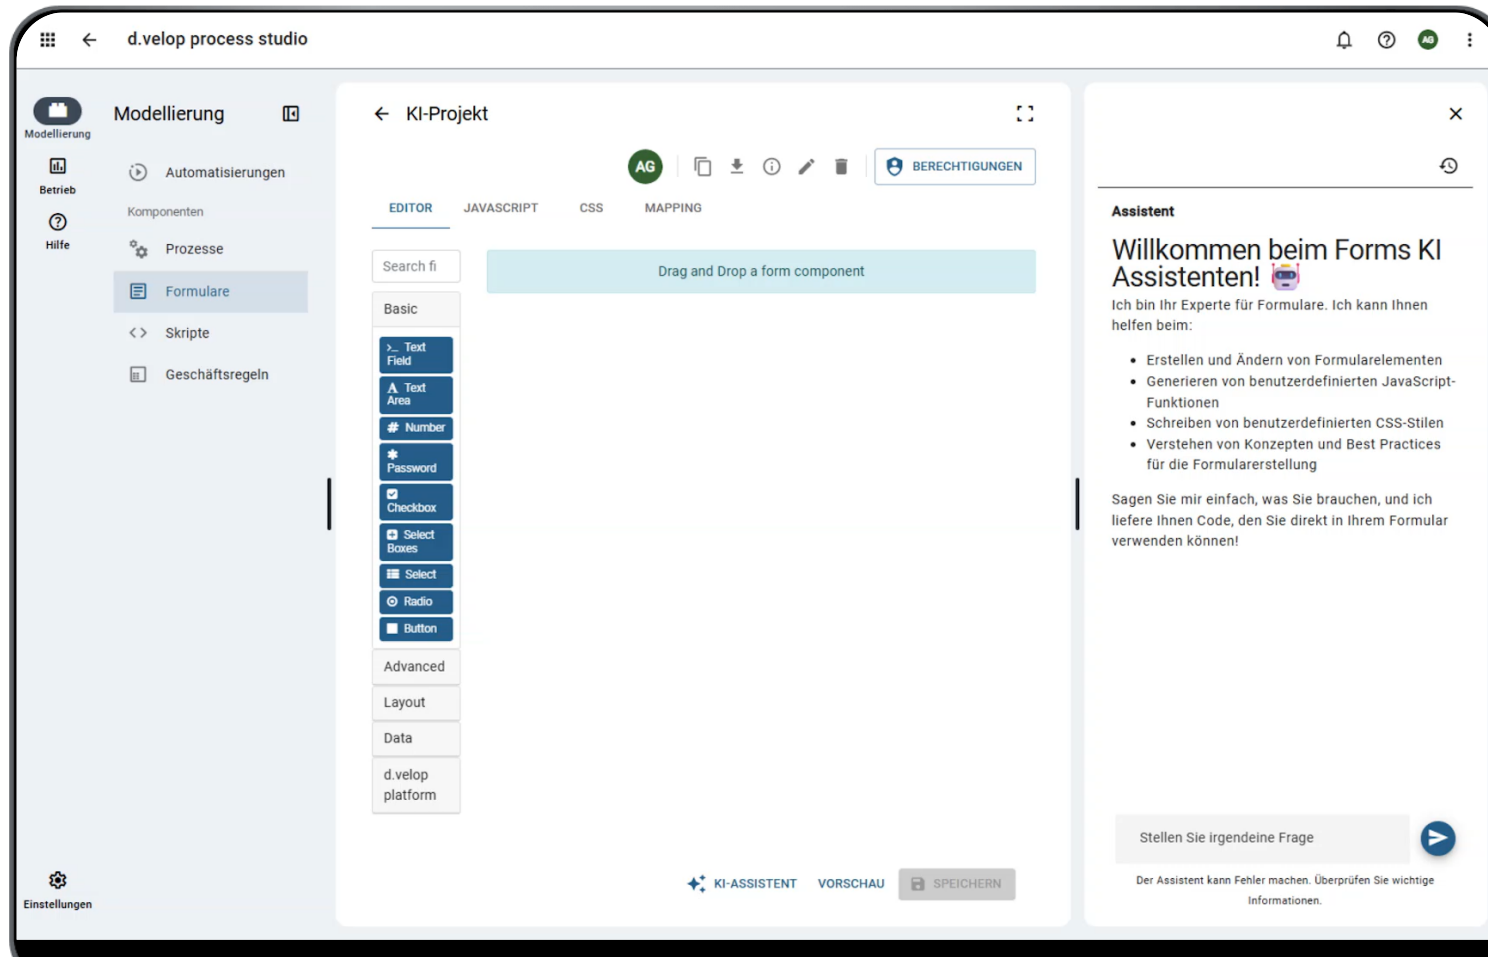 d.velop process studio
AG
Modellierung
Betrieb
Hilfe
Einstellungen
Modellierung
Automatisierungen
Komponenten
Prozesse
Formulare
Skripte
Geschäftsregeln
KI-Projekt
AG
BERECHTIGUNGEN
EDITOR JAVASCRIPT CSS MAPPING
Search fi
Basic
Text
Field
Text
Area
Number
Password
Checkbox
Select
Boxes
Select
Radio
Button
Advanced
Layout
Data
d.velop
platform
Drag and Drop a form component
KI-ASSISTENT VORSCHAU SPEICHERN
Assistent
Willkommen beim Forms KI
Assistenten!
Ich bin Ihr Experte für Formulare. Ich kann Ihnen
helfen beim:
• Erstellen und Ändern von Formularelementen
• Generieren von benutzerdefinierten JavaScript-
Funktionen
• Schreiben von benutzerdefinierten CSS-Stilen
• Verstehen von Konzepten und Best Practices
für die Formularerstellung
Sagen Sie mir einfach, was Sie brauchen, und ich
liefere Ihnen Code, den Sie direkt in Ihrem Formular
verwenden können!
Stellen Sie irgendeine Frage
Der Assistent kann Fehler machen. Überprüfen Sie wichtige
Informationen.